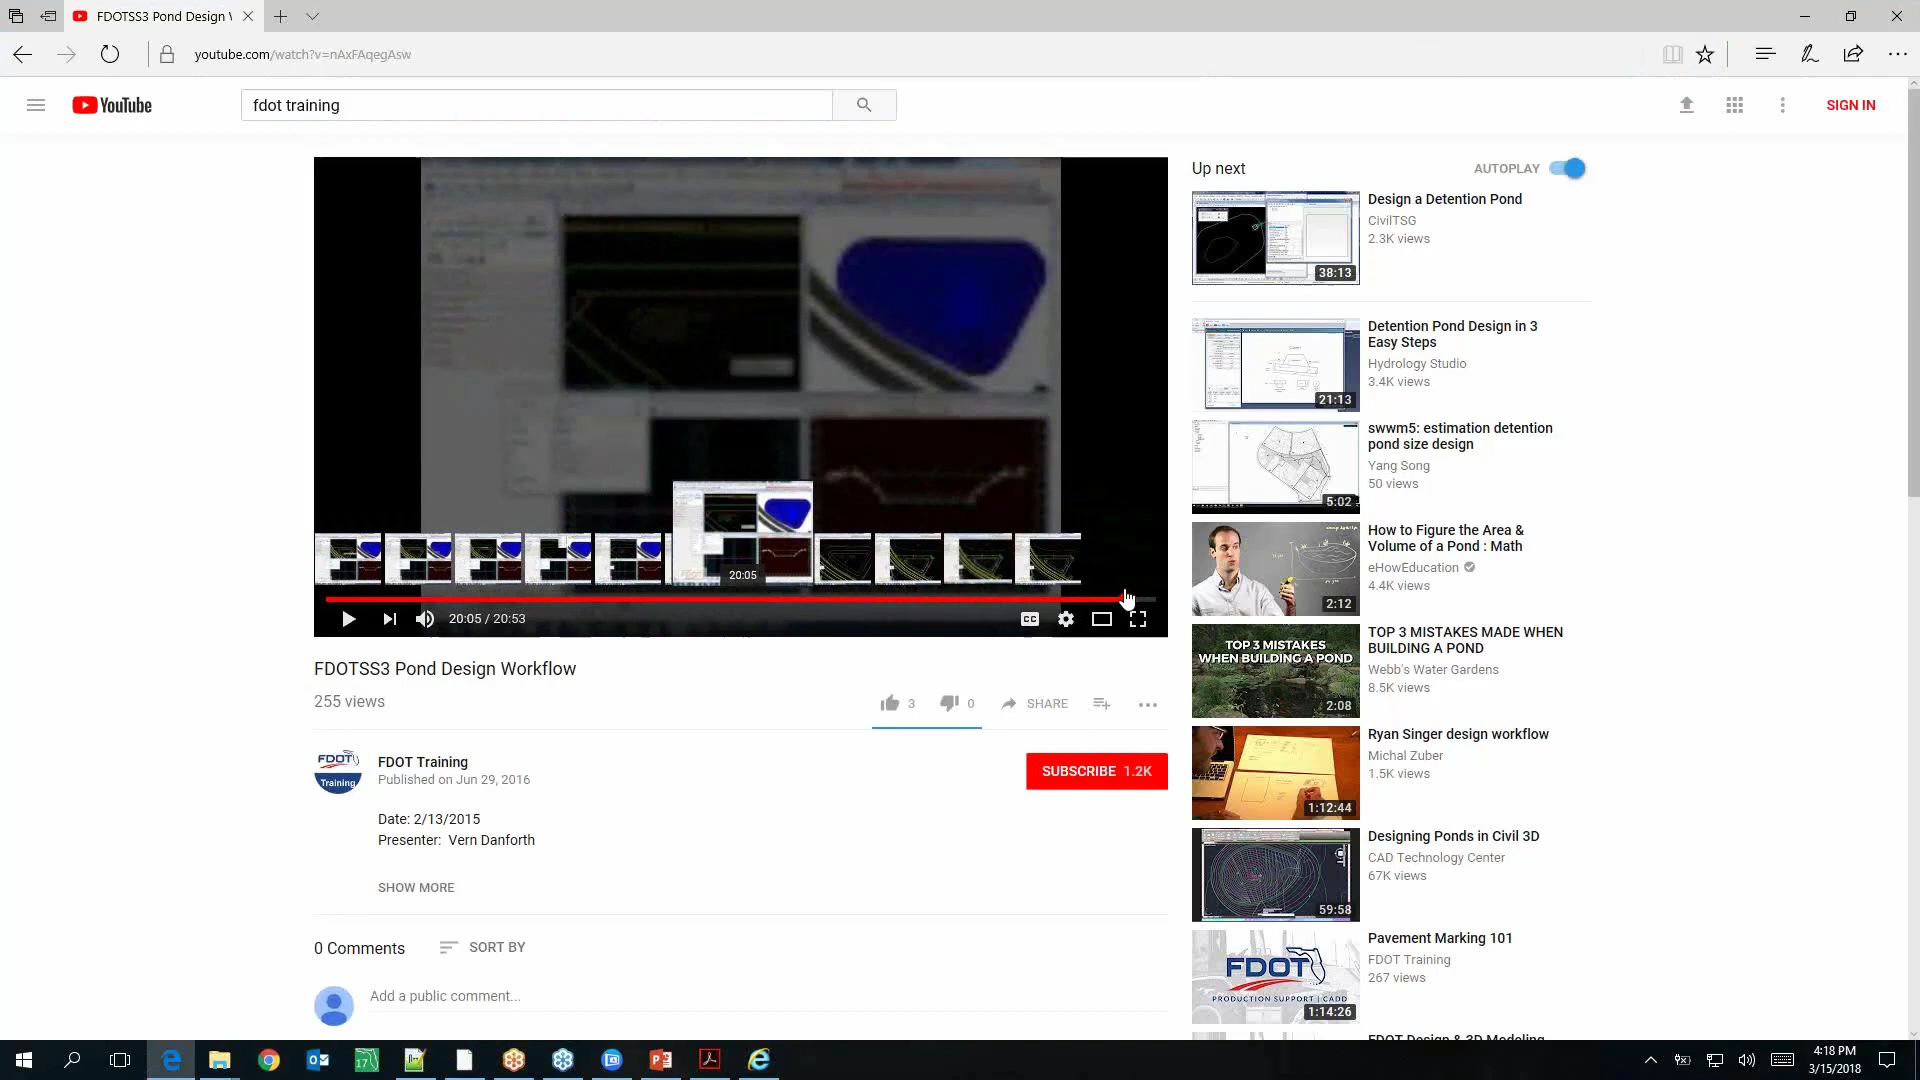 FDOTSS3 Pond Design W
youtube.com/watch?v=nAxFAqegAsw
YouTube
fdot training
SIGN IN
Up next
AUTOPLAY
Design a Detention Pond
CivilTSG
2.3K views
38:13
Detention Pond Design in 3
Easy Steps
Hydrology Studio
3.4K views
21:13
swwm5: estimation detention
pond size design
Yang Song
50 views
5:02
How to Figure the Area &
Volume of a Pond : Math
eHowEducation
4.4K views
2:12
TOP 3 MISTAKES MADE WHEN
BUILDING A POND
Webb's Water Gardens
8.5K views
TOP 3 MISTAKES
WHEN BUILDING A POND
2:08
Ryan Singer design workflow
Michal Zuber
1.5K views
1:12:44
Designing Ponds in Civil 3D
CAD Technology Center
67K views
59:58
Pavement Marking 101
FDOT Training
267 views
FDOT
PRODUCTION SUPPORT | CADD
1:14:26
FDOT Design & 3D Modeling
20:05
20:05 / 20:53
CC
FDOTSS3 Pond Design Workflow
255 views
3
0
SHARE
FDOT
Training
FDOT Training
Published on Jun 29, 2016
SUBSCRIBE 1.2K
Date: 2/13/2015
Presenter: Vern Danforth
SHOW MORE
0 Comments
SORT BY
Add a public comment...
17
4:18 PM
3/15/2018